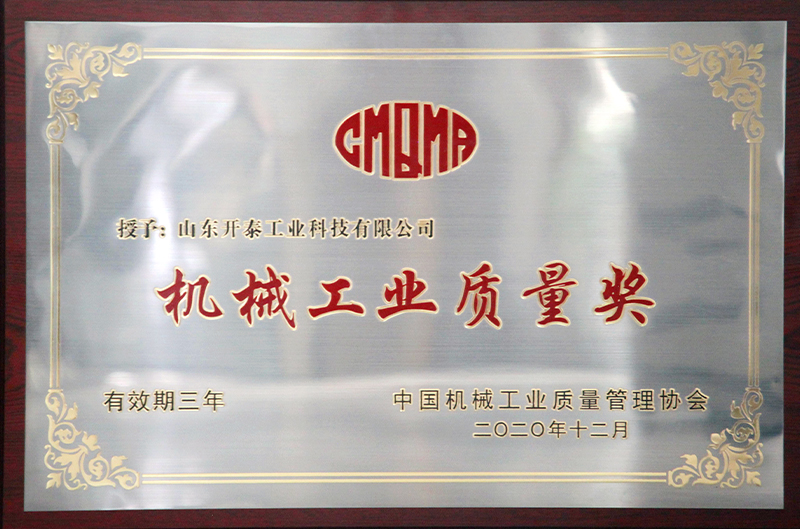 CMQMA
授予：山东开泰工业科技有限公司
机械工业质量奖
有效期三年
中国机械工业质量管理协会
二〇二〇年十二月